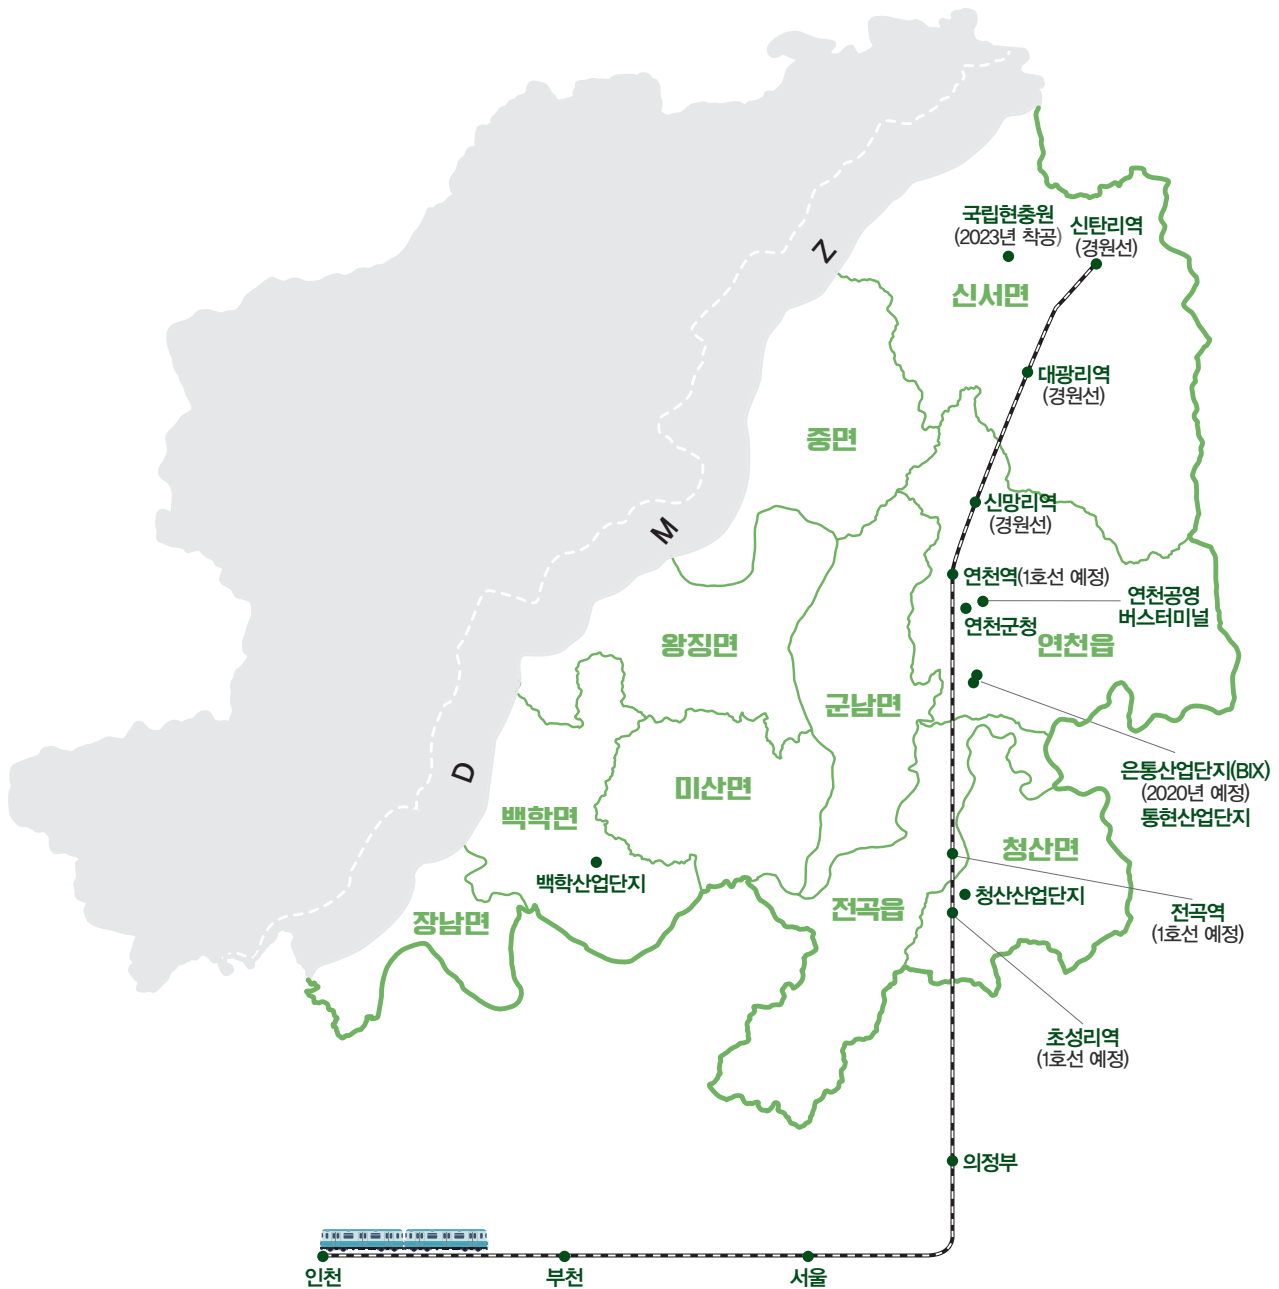 국립현충원
(2023년 착공)
신탄리역
(경원선)
Z
신서면
대광리역
(경원선)
중면
신망리역
(경원선)
M
연천역(1호선 예정)
연천공영
버스터미널
연천군청
왕징면
연천읍
군남면
D
은통산업단지(BIX)
(2020년 예정)
통현산업단지
미산면
백학면
청산면
백학산업단지
청산산업단지
전곡읍
전곡역
(1호선 예정)
장남면
초성리역
(1호선 예정)
의정부
인천
부천
서울